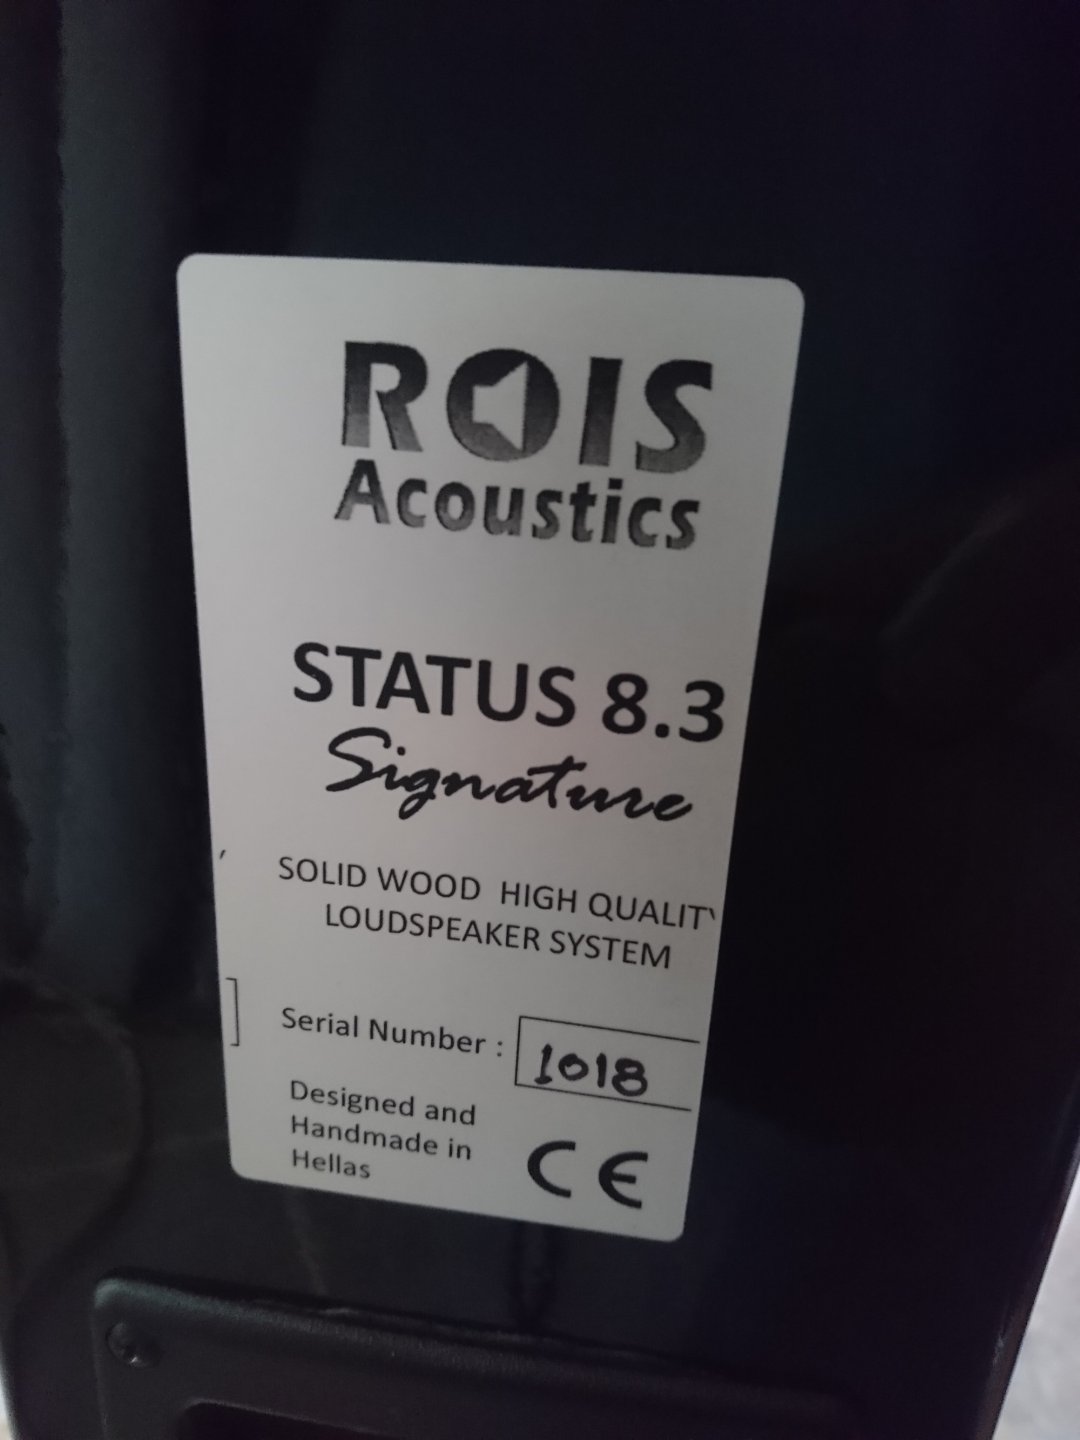 ROIS
Acoustics
STATUS 8.3
Signature
SOLID WOOD HIGH QUALITY
LOUDSPEAKER SYSTEM
Serial Number : 1018
Designed and
Handmade in
Hellas
CE